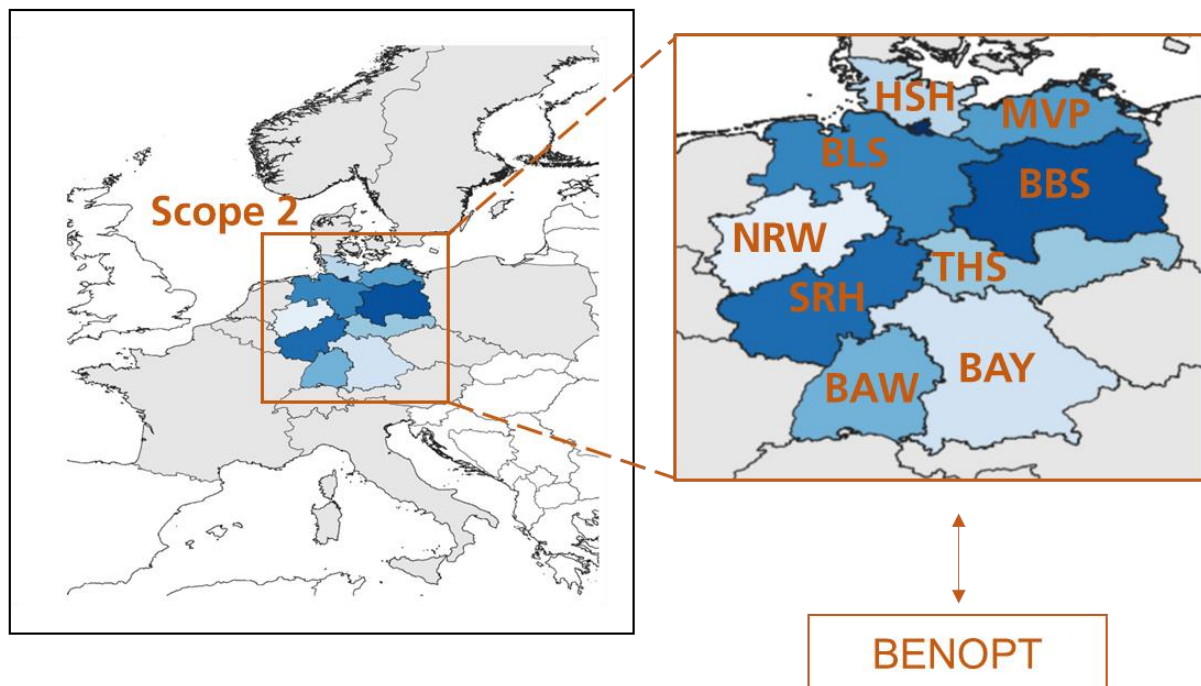 Scope 2
HSH
MVP
BLS
BBS
NRW
THS
SRH
BAY
BAW
BENOPT